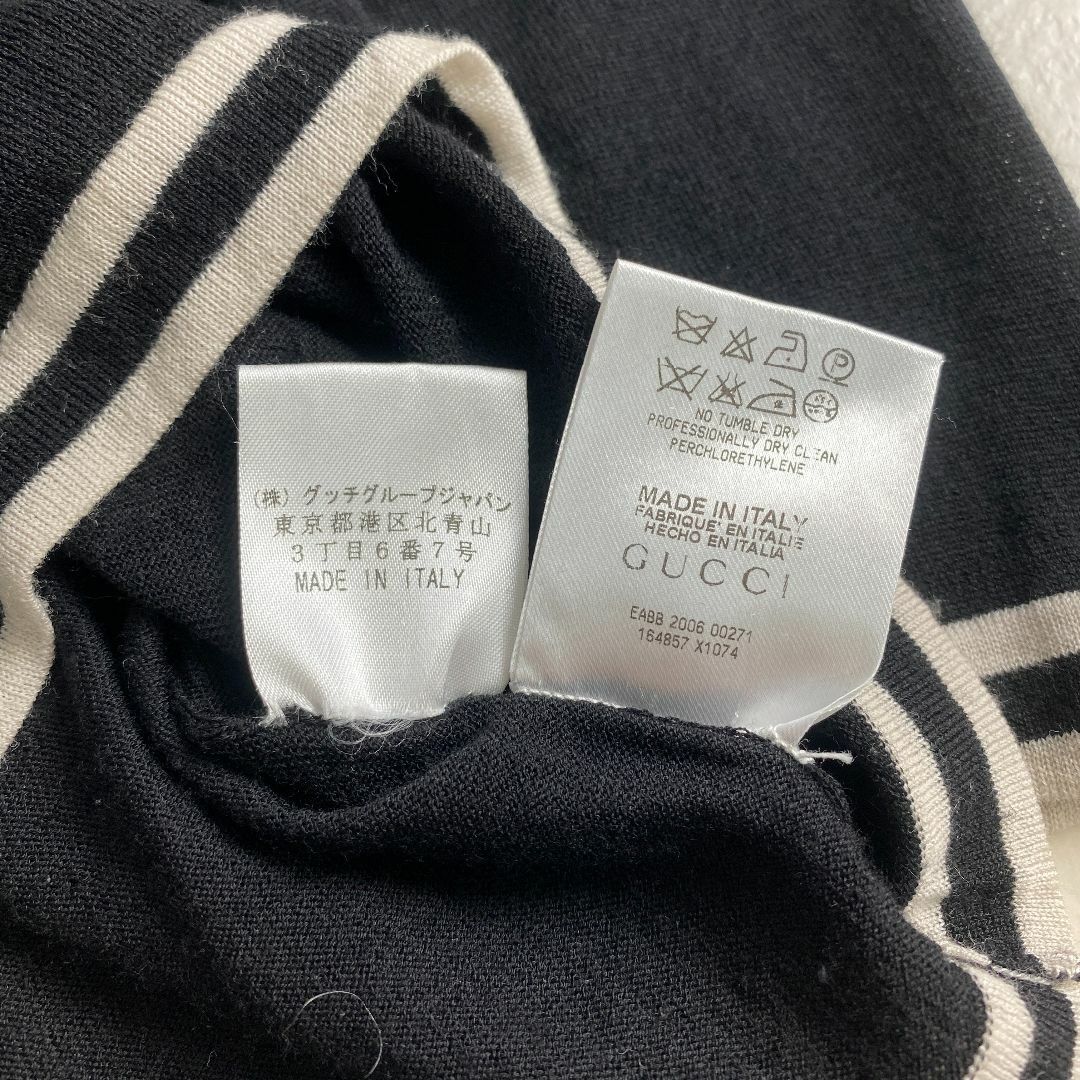 (株)グッチグループジャパン
東京都港区北青山
3丁目6番7号
MADE IN ITALY
P
NO TUMBLE DRY
PROFESSIONALLY DRY CLEAN
PERCHLORETHYLENE
MADE IN ITALY
FABRIQUE' EN ITALIE
HECHO EN ITALIA
GUCCI
EABB 2006 00271
164857 X1074